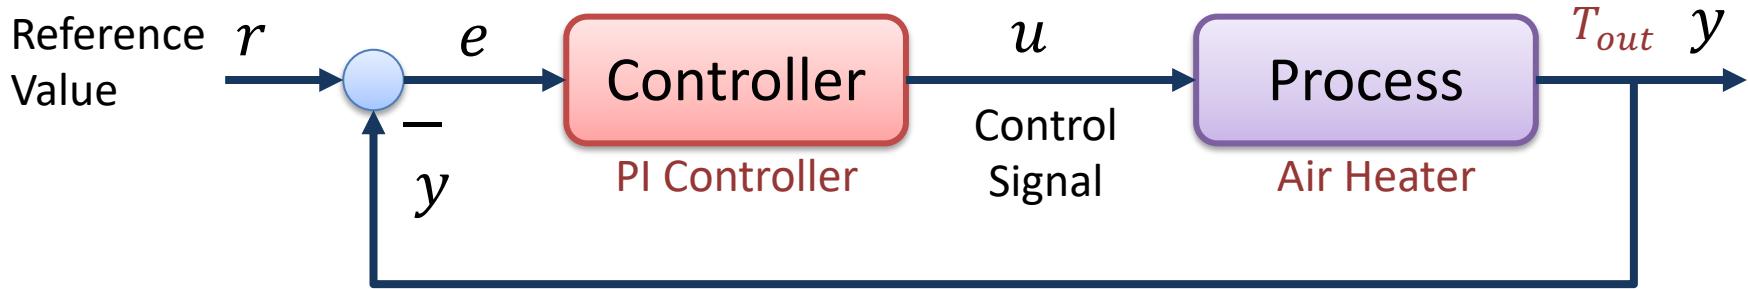 Reference
Value
r
e
Controller
PI Controller
u
Control
Signal
Process
Air Heater
T_out
y
−
y